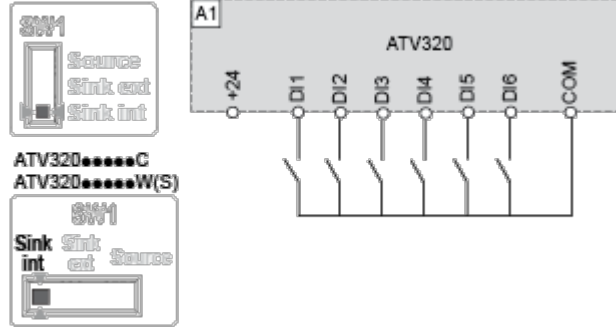 SW1
Source
Sink ext
Sink int
ATV320●●●●●C
ATV320●●●●●W(S)
SW1
Sink int
Sink ext
Source
A1
ATV320
+24
DI1
DI2
DI3
DI4
DI5
DI6
COM